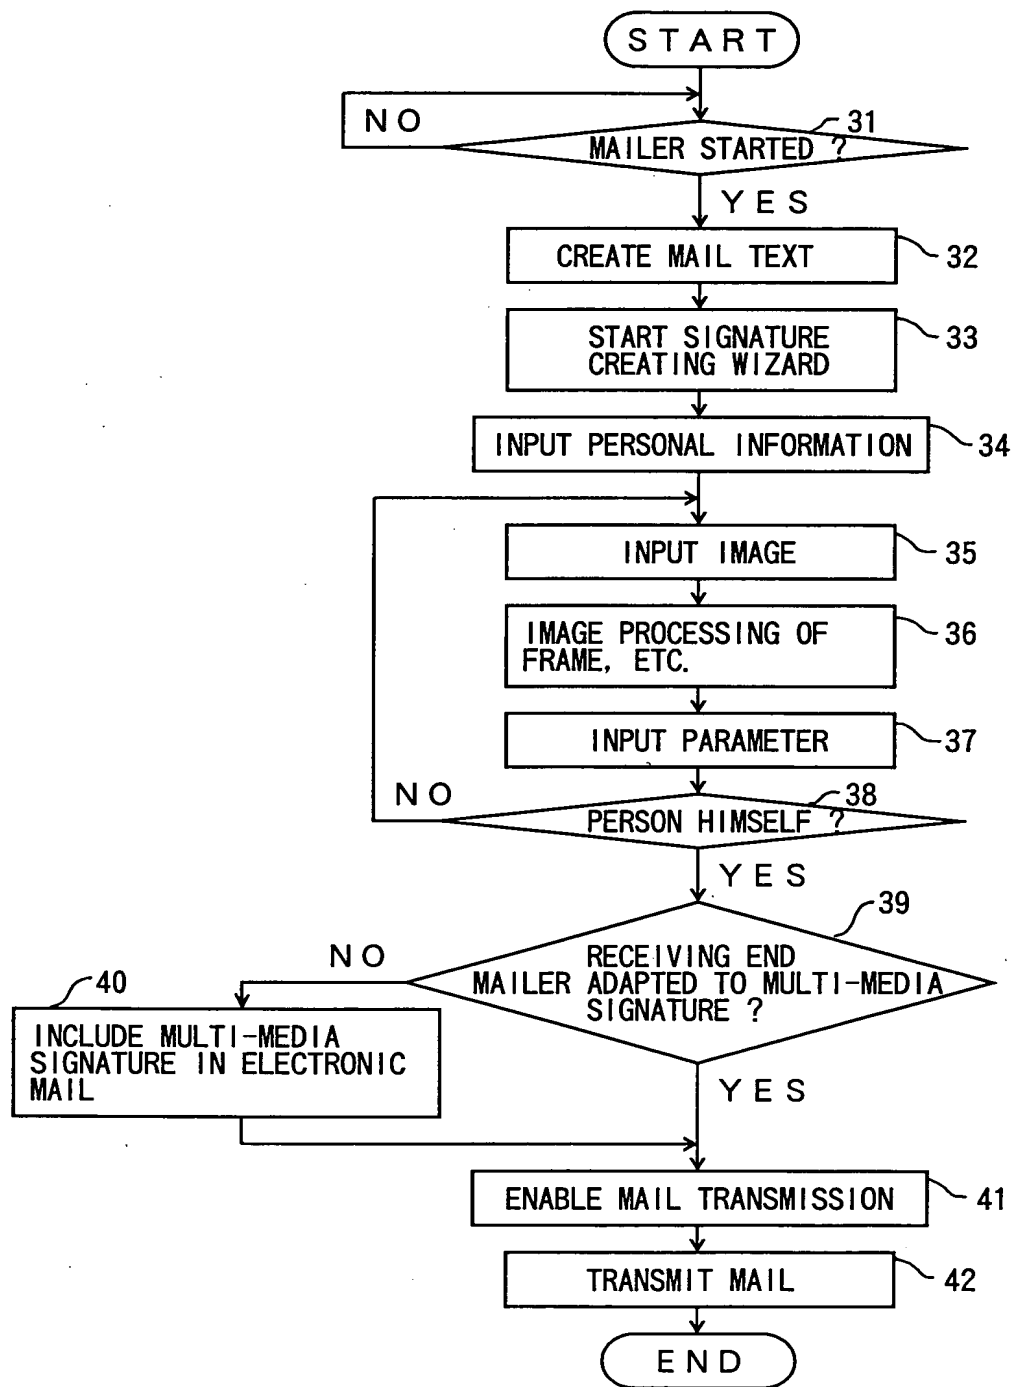 START
NO
31
MAILER STARTED ?
YES
CREATE MAIL TEXT
32
START SIGNATURE
CREATING WIZARD
33
INPUT PERSONAL INFORMATION
34
INPUT IMAGE
35
IMAGE PROCESSING OF
FRAME, ETC.
36
INPUT PARAMETER
37
NO
38
PERSON HIMSELF ?
YES
39
NO
RECEIVING END
MAILER ADAPTED TO MULTI-MEDIA
SIGNATURE ?
40
INCLUDE MULTI-MEDIA
SIGNATURE IN ELECTRONIC
MAIL
YES
ENABLE MAIL TRANSMISSION
41
TRANSMIT MAIL
42
END